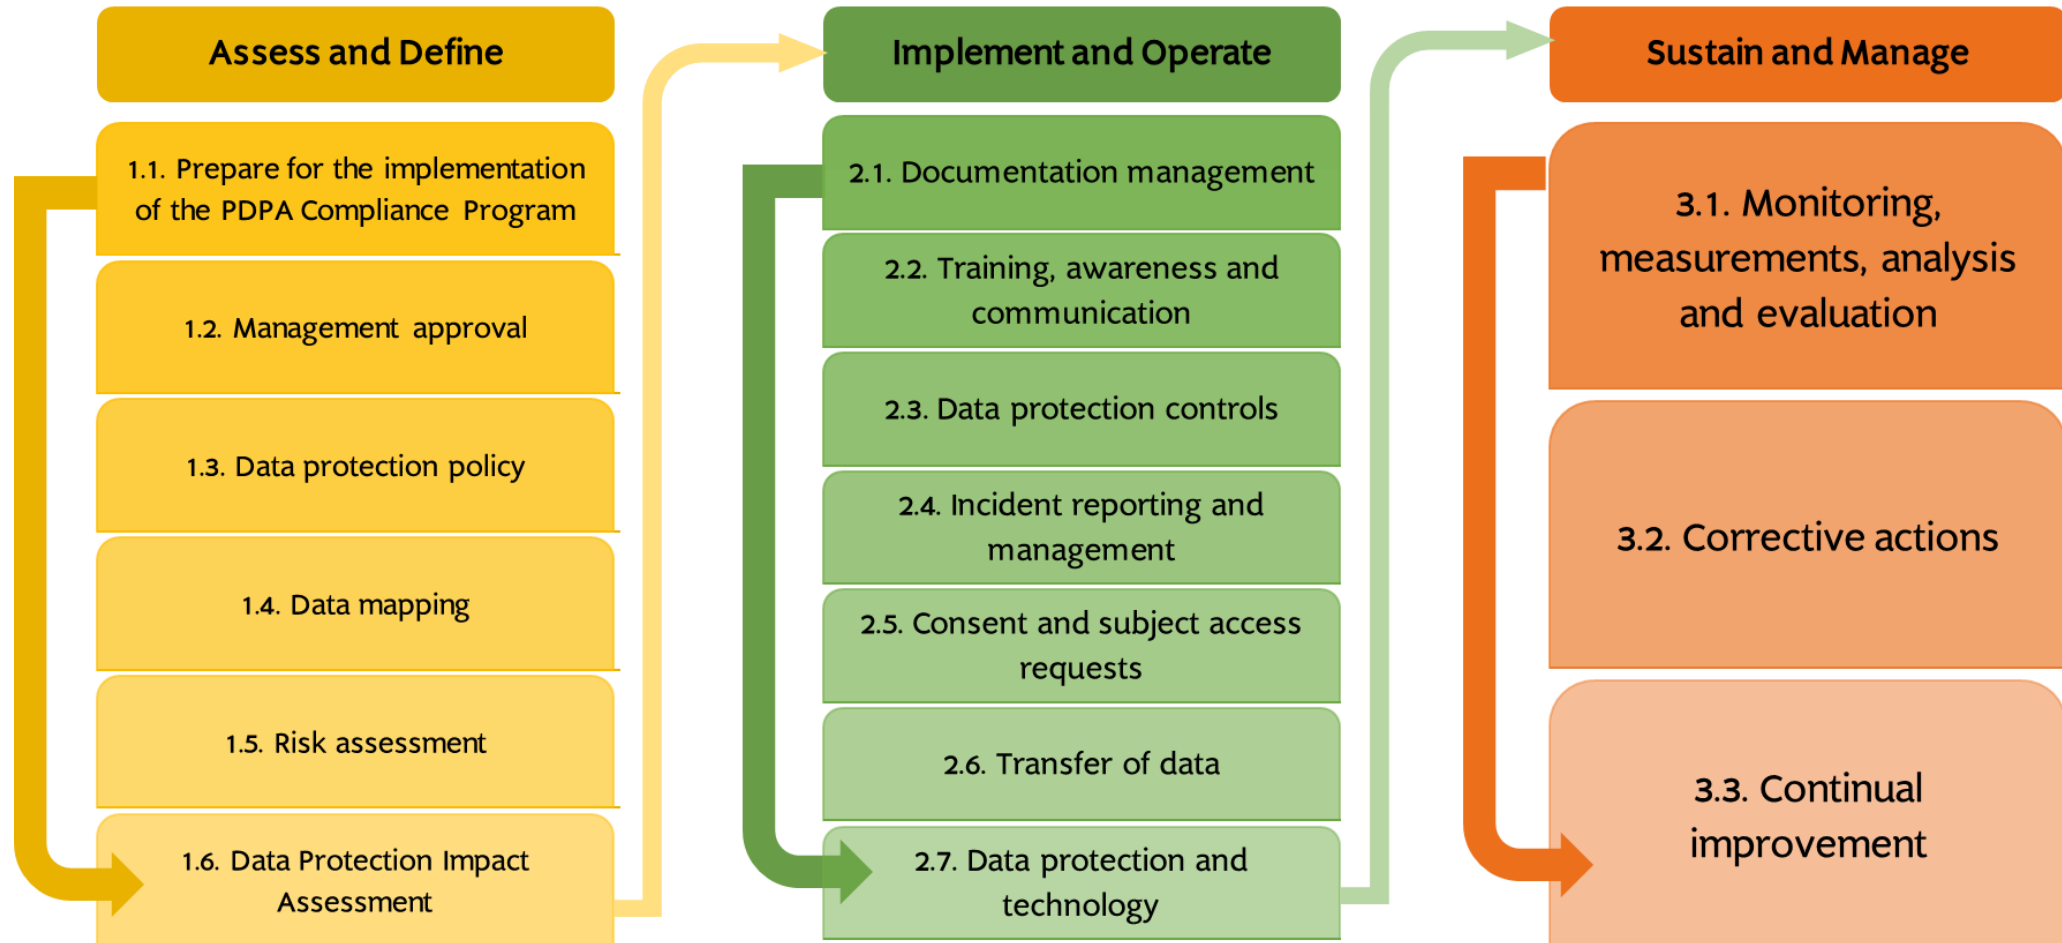 Assess and Define
1.1. Prepare for the implementation
of the PDPA Compliance Program
1.2. Management approval
1.3. Data protection policy
1.4. Data mapping
1.5. Risk assessment
1.6. Data Protection Impact
Assessment
Implement and Operate
2.1. Documentation management
2.2. Training, awareness and
communication
2.3. Data protection controls
2.4. Incident reporting and
management
2.5. Consent and subject access
requests
2.6. Transfer of data
2.7. Data protection and
technology
Sustain and Manage
3.1. Monitoring,
measurements, analysis
and evaluation
3.2. Corrective actions
3.3. Continual
improvement